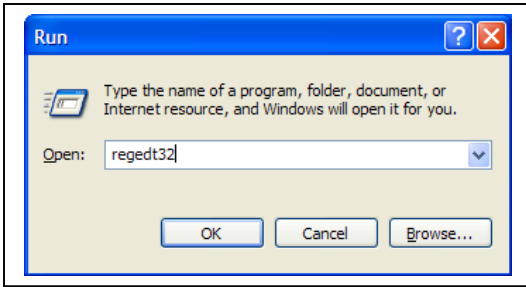 Run
Type the name of a program, folder, document, or
Internet resource, and Windows will open it for you.
Open: regedt32
OK Cancel Browse...